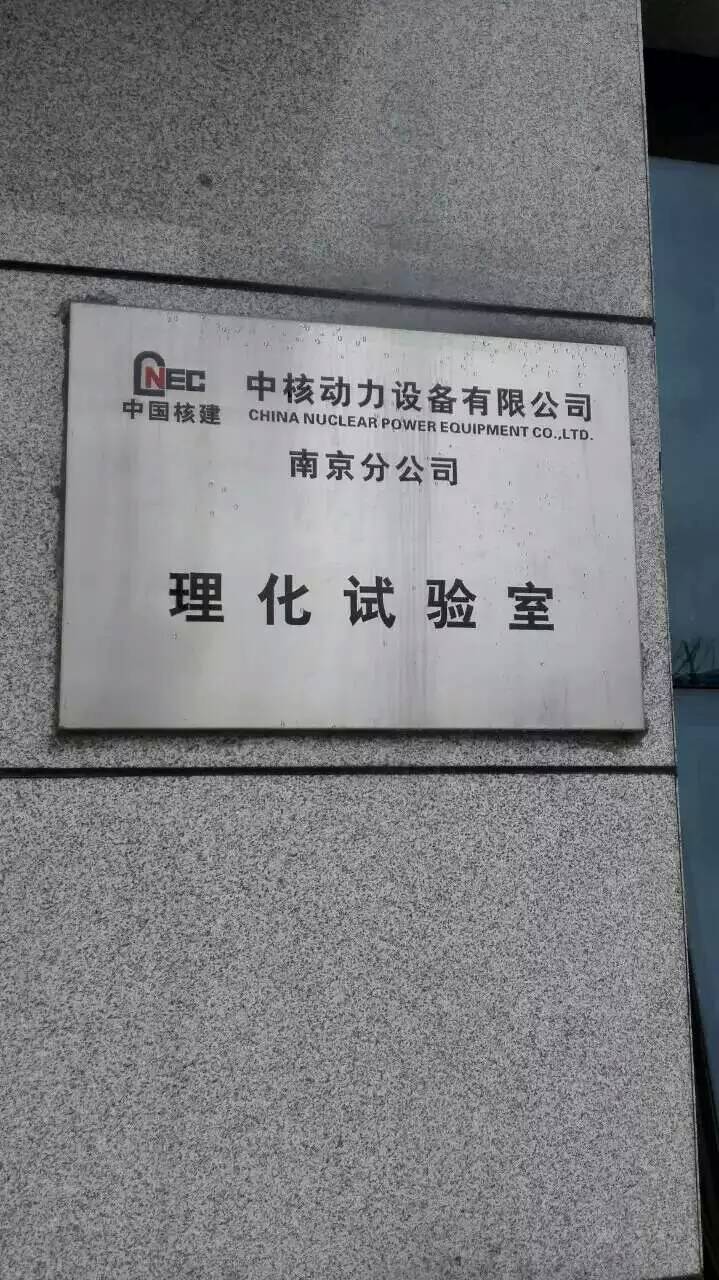 CNEC
中国核建
中核动力设备有限公司
CHINA NUCLEAR POWER EQUIPMENT CO.,LTD.
南京分公司
理化试验室